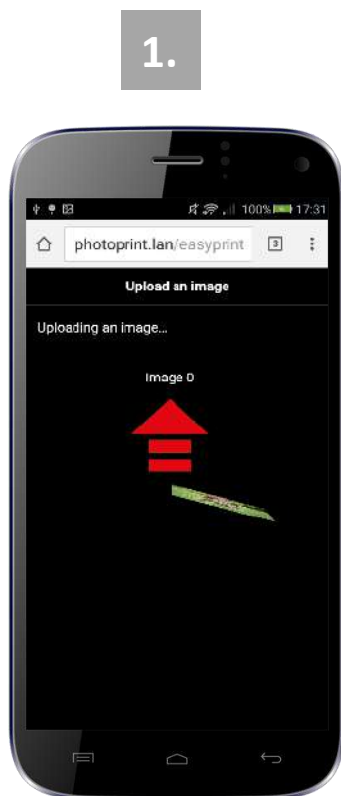 1.
100% 17:31
photoprint.lan/easyprint 3
Upload an image
Uploading an image...
Image 0